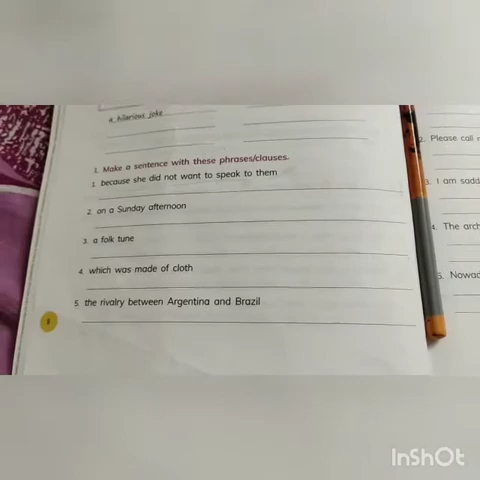 a hilarious joke
I. Make a sentence with these phrases/clauses.
1. because she did not want to speak to them
2. on a Sunday afternoon
3. a folk tune
4. which was made of cloth
5. the rivalry between Argentina and Brazil
8
2. Please call
3. I am sadd
4. The arch
5. Nowad
InShOt